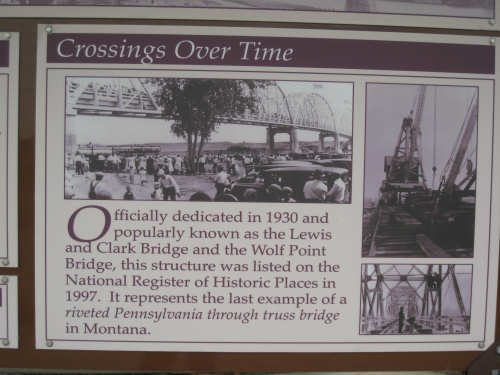 Crossings Over Time
Officially dedicated in 1930 and
popularly known as the Lewis
and Clark Bridge and the Wolf Point
Bridge, this structure was listed on the
National Register of Historic Places in
1997. It represents the last example of a
riveted Pennsylvania through truss bridge
in Montana.